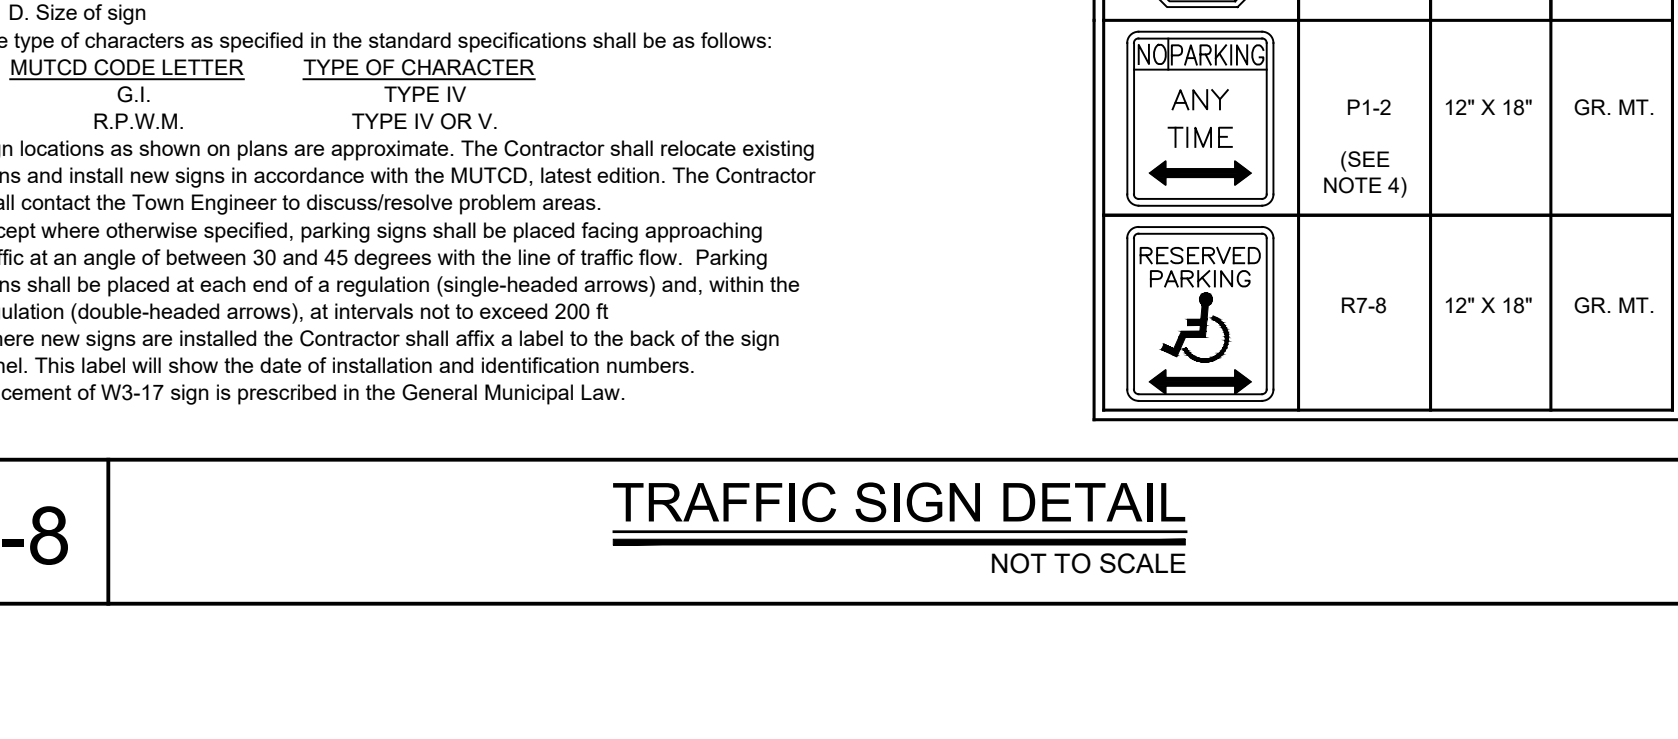 D. Size of sign
e type of characters as specified in the standard specifications shall be as follows:
MUTCD CODE LETTER TYPE OF CHARACTER
G.I. TYPE IV
R.P.W.M. TYPE IV OR V.
gn locations as shown on plans are approximate. The Contractor shall relocate existing
ns and install new signs in accordance with the MUTCD, latest edition. The Contractor
all contact the Town Engineer to discuss/resolve problem areas.
cept where otherwise specified, parking signs shall be placed facing approaching
ffic at an angle of between 30 and 45 degrees with the line of traffic flow. Parking
ns shall be placed at each end of a regulation (single-headed arrows) and, within the
gulation (double-headed arrows), at intervals not to exceed 200 ft
here new signs are installed the Contractor shall affix a label to the back of the sign
nel. This label will show the date of installation and identification numbers.
cement of W3-17 sign is prescribed in the General Municipal Law.
NO PARKING
ANY
TIME
P1-2
(SEE
NOTE 4)
12" X 18"
GR. MT.
RESERVED
PARKING
R7-8
12" X 18"
GR. MT.
-8
TRAFFIC SIGN DETAIL
NOT TO SCALE